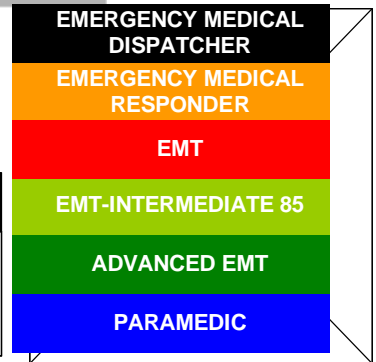 EMERGENCY MEDICAL
DISPATCHER
EMERGENCY MEDICAL
RESPONDER
EMT
EMT-INTERMEDIATE 85
ADVANCED EMT
PARAMEDIC